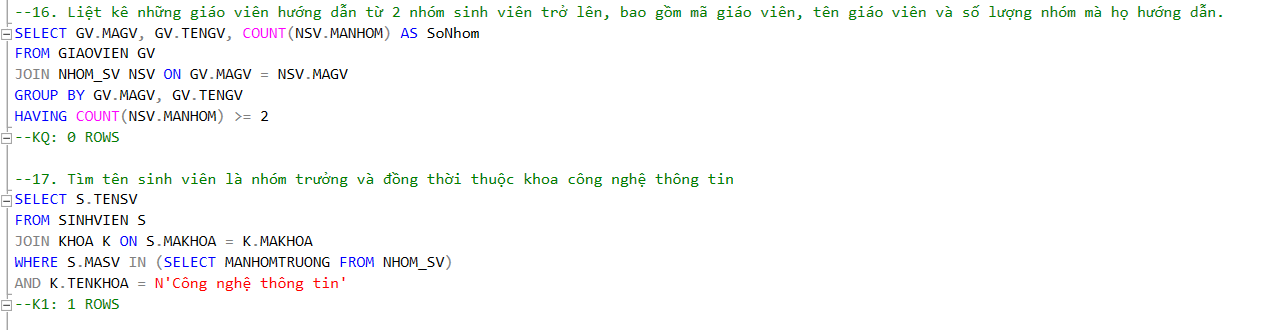 --16. Liệt kê những giáo viên hướng dẫn từ 2 nhóm sinh viên trở lên, bao gồm mã giáo viên, tên giáo viên và số lượng nhóm mà họ hướng dẫn.
SELECT GV.MAGV, GV.TENGV, COUNT(NSV.MANHOM) AS SoNhom
FROM GIAOVIEN GV
JOIN NHOM_SV NSV ON GV.MAGV = NSV.MAGV
GROUP BY GV.MAGV, GV.TENGV
HAVING COUNT(NSV.MANHOM) >= 2
--KQ: 0 ROWS
--17. Tìm tên sinh viên là nhóm trưởng và đồng thời thuộc khoa công nghệ thông tin
SELECT S.TENSV
FROM SINHVIEN S
JOIN KHOA K ON S.MAKHOA = K.MAKHOA
WHERE S.MASV IN (SELECT MANHOMTRUONG FROM NHOM_SV)
AND K.TENKHOA = N'Công nghệ thông tin'
--K1: 1 ROWS